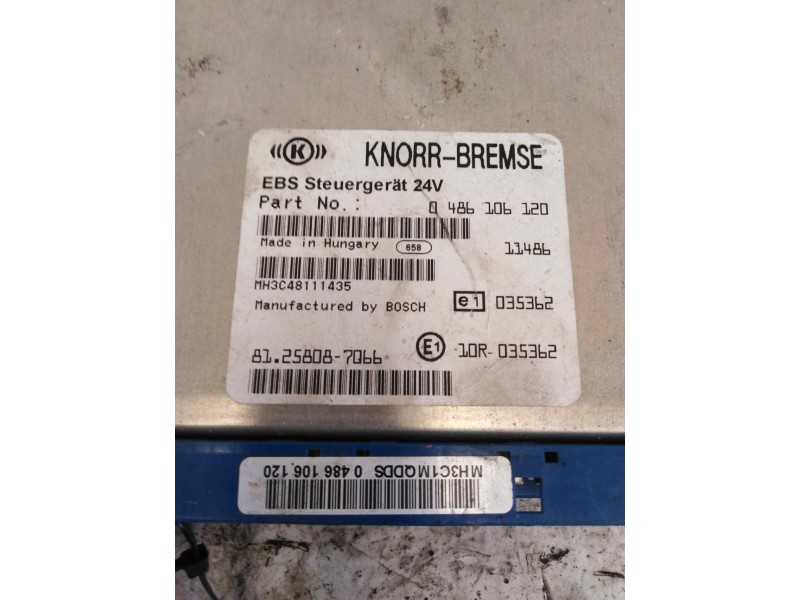 K KNORR-BREMSE
EBS Steuergerät 24V
Part No.: 0 486 106 120
Made in Hungary 658 11486
MH3C48111435
Manufactured by BOSCH e1 035362
81.25808-7066 E1 10R-035362
MH3C1MQDDS 0 486 106 120